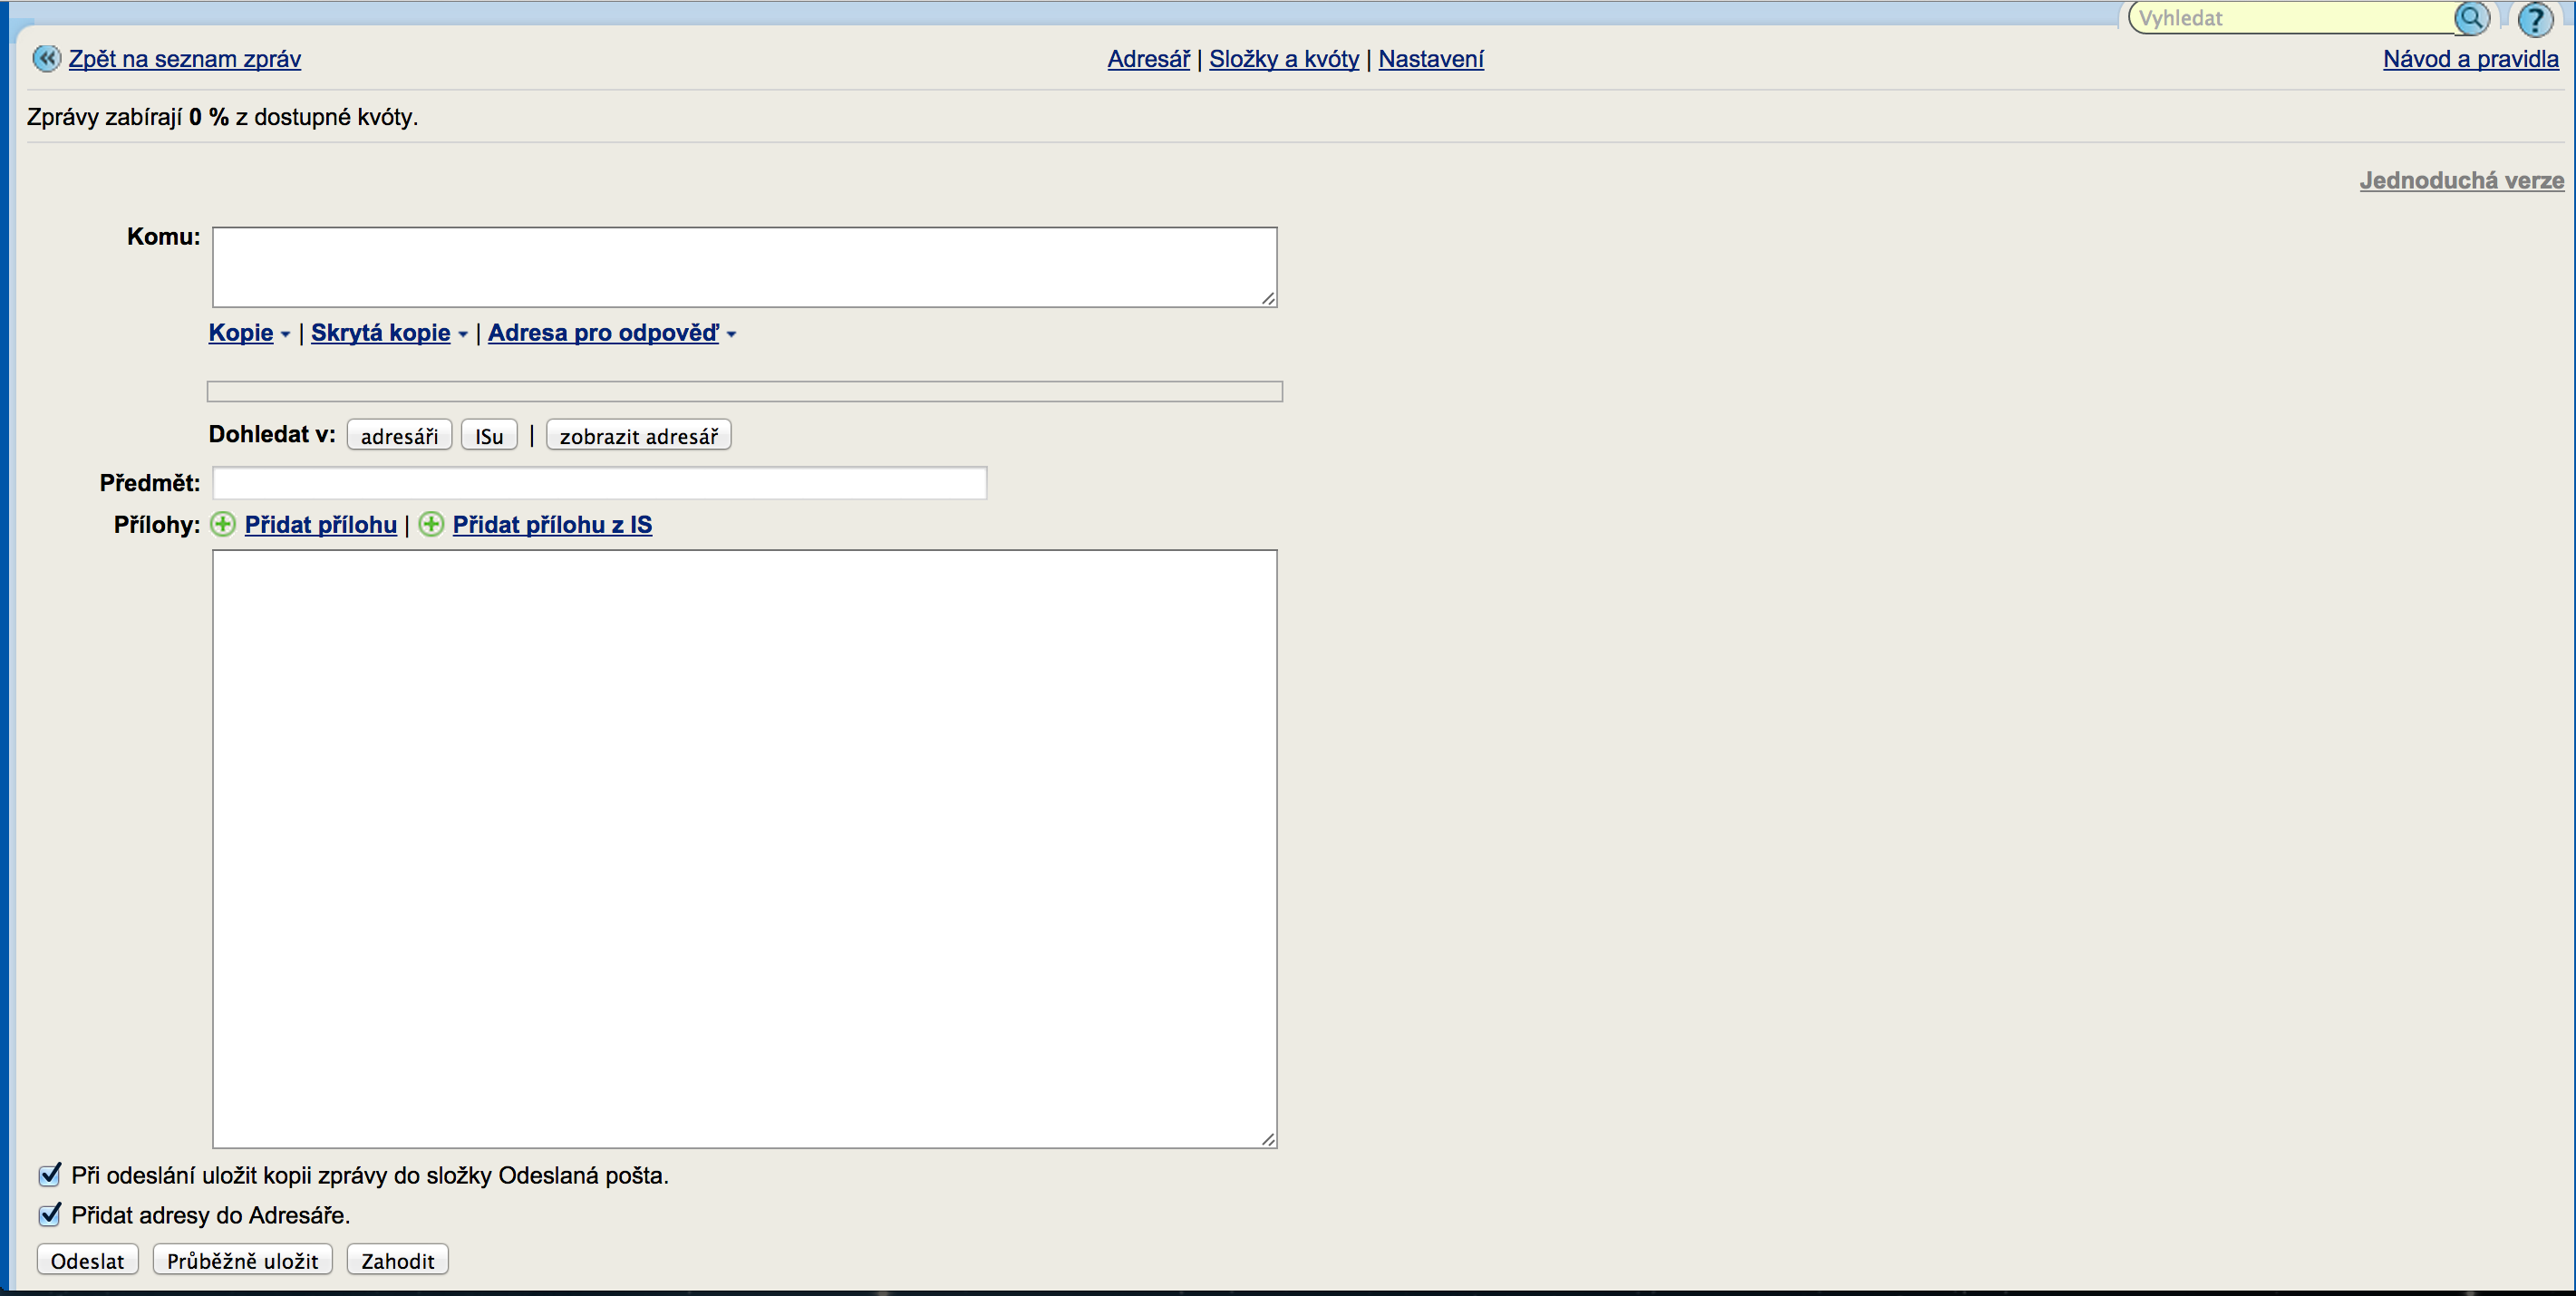 Vyhledat
?
Zpět na seznam zpráv Adresář | Složky a kvóty | Nastavení Návod a pravidla
Zprávy zabírají 0 % z dostupné kvóty.
Jednoduchá verze
Komu:
Kopie | Skrytá kopie | Adresa pro odpověď
Dohledat v: adresáři ISu | zobrazit adresář
Předmět:
Přílohy: Přidat přílohu | Přidat přílohu z IS
Při odeslání uložit kopii zprávy do složky Odeslaná pošta.
Přidat adresy do Adresáře.
Odeslat Průběžně uložit Zahodit